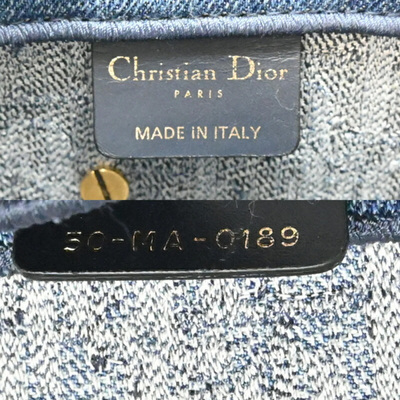 Christian Dior
PARIS
MADE IN ITALY
50-MA-0189